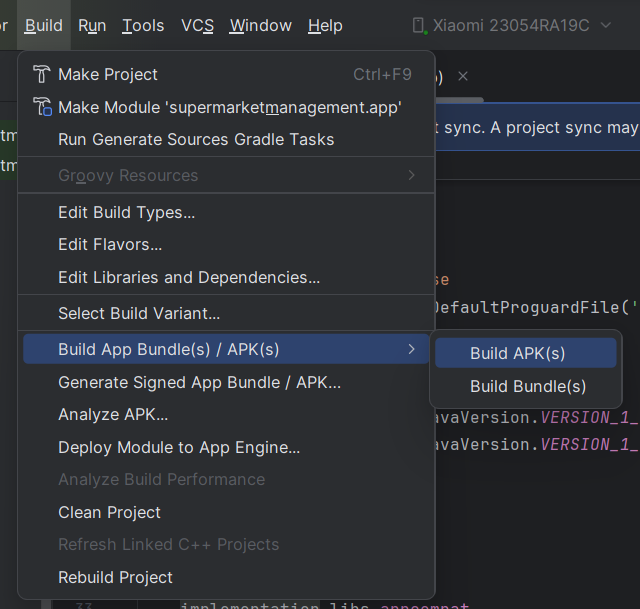 or Build Run Tools VCS Window Help Xiaomi 23054RA19C
Make Project Ctrl+F9
Make Module 'supermarketmanagement.app'
t sync. A project sync may
Run Generate Sources Gradle Tasks
Groovy Resources
Edit Build Types...
Edit Flavors...
Edit Libraries and Dependencies...
se
DefaultProguardFile('
Select Build Variant...
Build App Bundle(s) / APK(s)
Build APK(s)
Generate Signed App Bundle / APK...
Build Bundle(s)
Analyze APK...
avaVersion.VERSION_1_
Deploy Module to App Engine...
avaVersion.VERSION_1_
Analyze Build Performance
Clean Project
Refresh Linked C++ Projects
Rebuild Project
33 implementation libs.appcompat